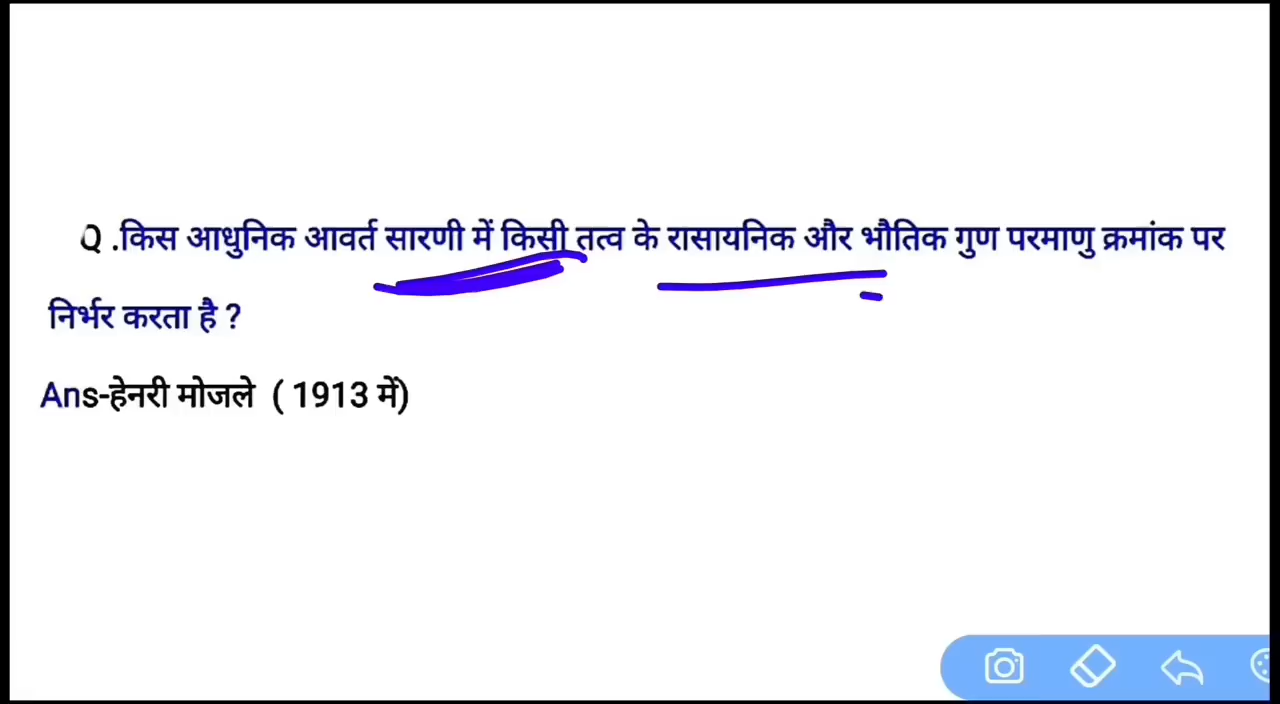 Q .किस आधुनिक आवर्त सारणी में किसी तत्व के रासायनिक और भौतिक गुण परमाणु क्रमांक पर
निर्भर करता है ?
Ans-हेनरी मोजले ( 1913 में)